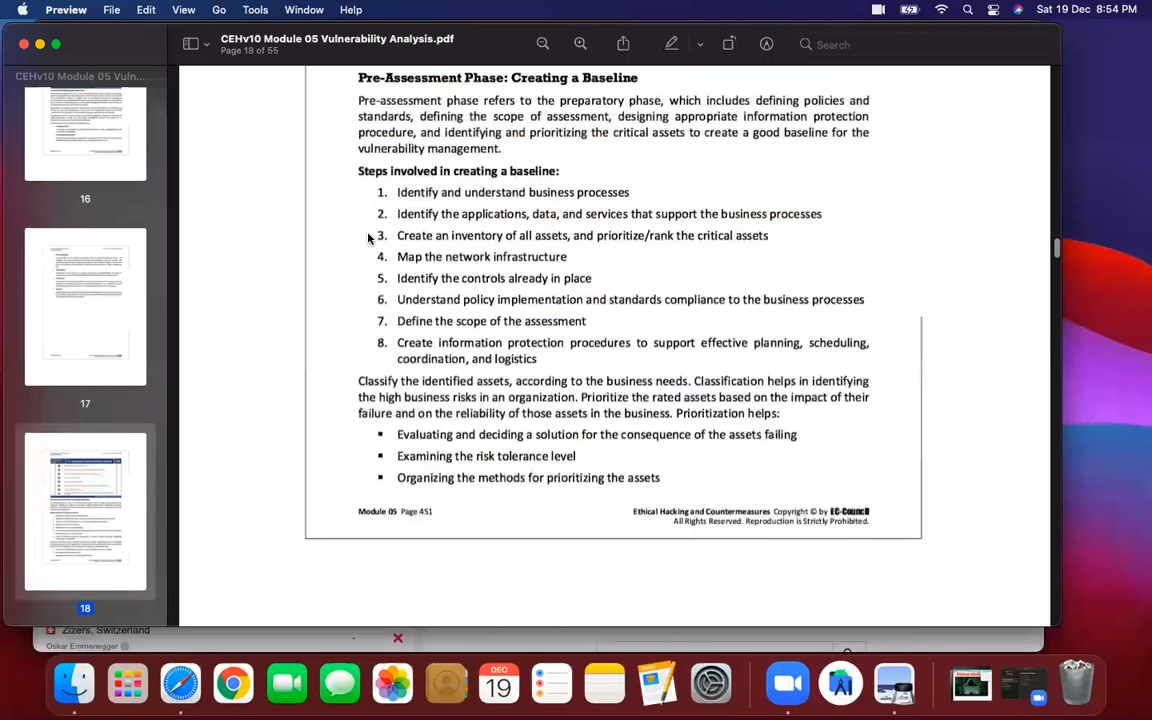 Preview File Edit View Go Tools Window Help
Sat 19 Dec 8:54 PM
CEHv10 Module 05 Vulnerability Analysis.pdf
Page 18 of 55
Search
CEHv10 Module 05 Vuln...
16
17
18
Pre-Assessment Phase: Creating a Baseline
Pre-assessment phase refers to the preparatory phase, which includes defining policies and
standards, defining the scope of assessment, designing appropriate information protection
procedure, and identifying and prioritizing the critical assets to create a good baseline for the
vulnerability management.
Steps involved in creating a baseline:
1. Identify and understand business processes
2. Identify the applications, data, and services that support the business processes
3. Create an inventory of all assets, and prioritize/rank the critical assets
4. Map the network infrastructure
5. Identify the controls already in place
6. Understand policy implementation and standards compliance to the business processes
7. Define the scope of the assessment
8. Create information protection procedures to support effective planning, scheduling,
coordination, and logistics
Classify the identified assets, according to the business needs. Classification helps in identifying
the high business risks in an organization. Prioritize the rated assets based on the impact of their
failure and on the reliability of those assets in the business. Prioritization helps:
▪ Evaluating and deciding a solution for the consequence of the assets failing
▪ Examining the risk tolerance level
▪ Organizing the methods for prioritizing the assets
Module 05 Page 451
Ethical Hacking and Countermeasures Copyright © by EC-Council
All Rights Reserved. Reproduction is Strictly Prohibited.
Zizers, Switzerland
Oskar Emmenegger
DEC
19